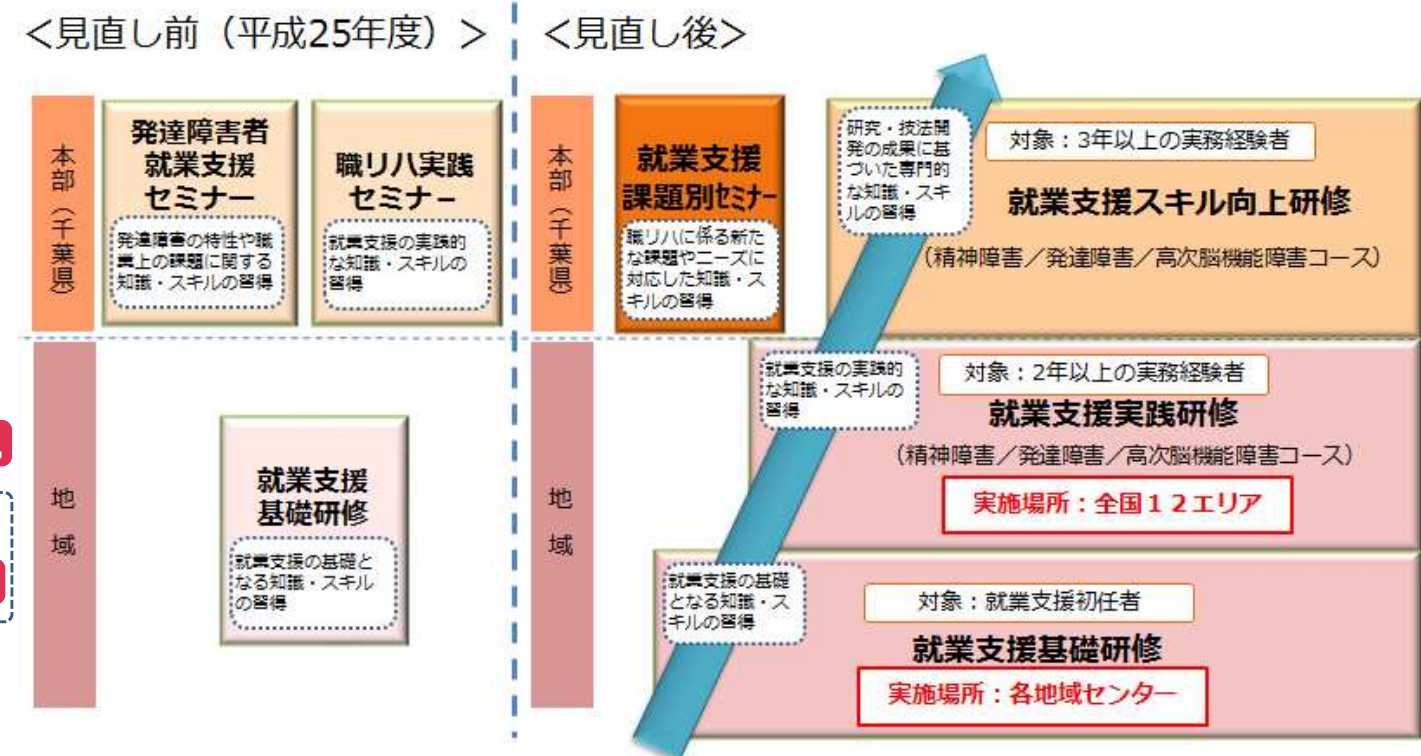 ＜見直し前（平成25年度）＞
＜見直し後＞
本部（千葉県）
発達障害者
就業支援
セミナー
発達障害の特性や職
業上の課題に関する
知識・スキルの習得
職リハ実践
セミナー
就業支援の実践的
な知識・スキルの
習得
地域
就業支援
基礎研修
就業支援の基礎と
なる知識・スキル
の習得
本部（千葉県）
就業支援
課題別セミナー
職リハに係る新た
な課題やニーズに
対応した知識・ス
キルの習得
研究・技法開
発の成果に基
づいた専門的
な知識・スキ
ルの習得
対象：3年以上の実務経験者
就業支援スキル向上研修
（精神障害／発達障害／高次脳機能障害コース）
地域
就業支援の実践的
な知識・スキルの
習得
対象：2年以上の実務経験者
就業支援実践研修
（精神障害／発達障害／高次脳機能障害コース）
実施場所：全国１２エリア
就業支援の基礎
となる知識・ス
キルの習得
対象：就業支援初任者
就業支援基礎研修
実施場所：各地域センター